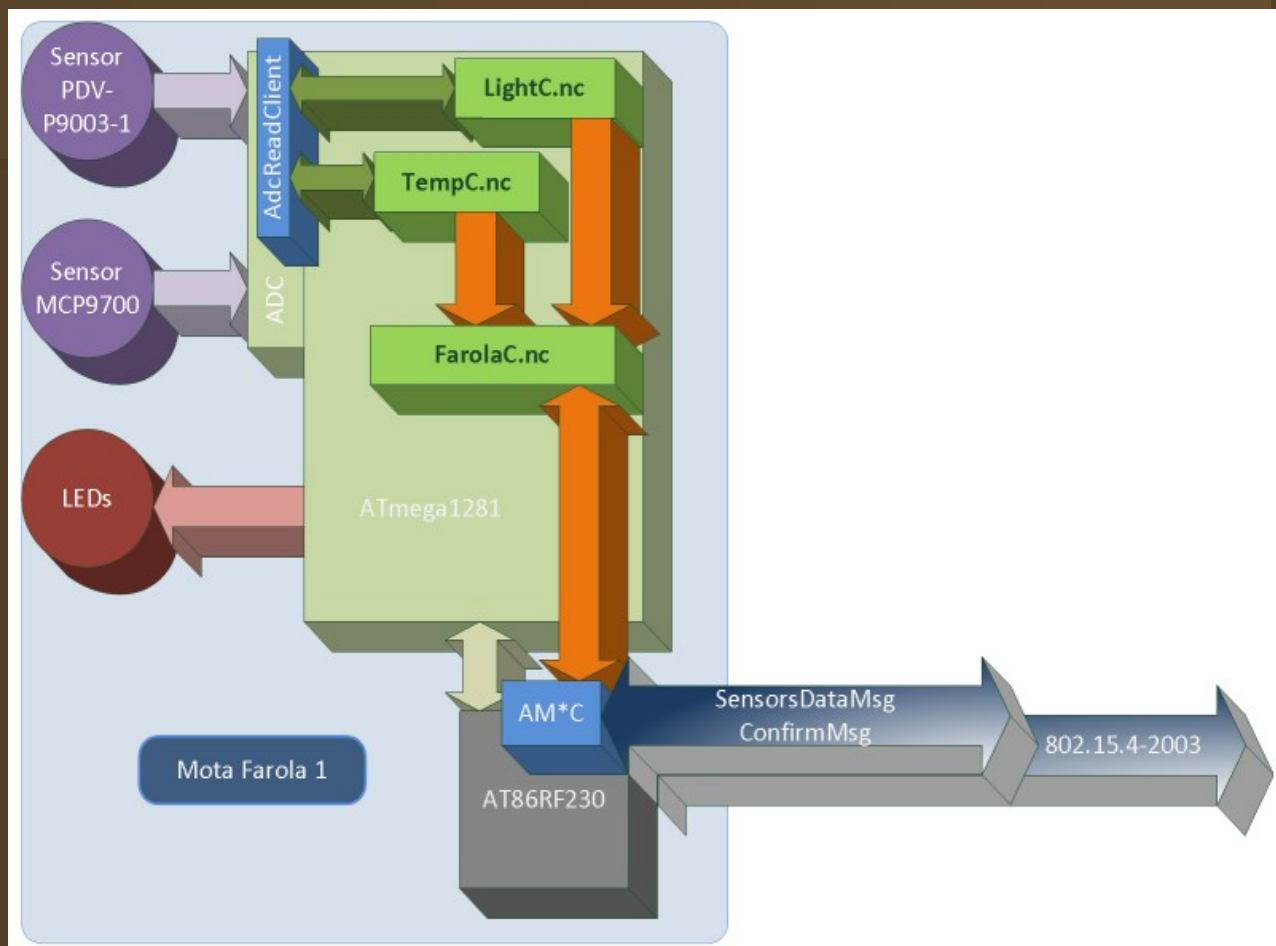 Sensor
PDV-
P9003-1
AdcReadClient
LightC.nc
TempC.nc
Sensor
MCP9700
ADC
FarolaC.nc
LEDs
ATmega1281
AM*C
SensorsDataMsg
ConfirmMsg
802.15.4-2003
Mota Farola 1
AT86RF230